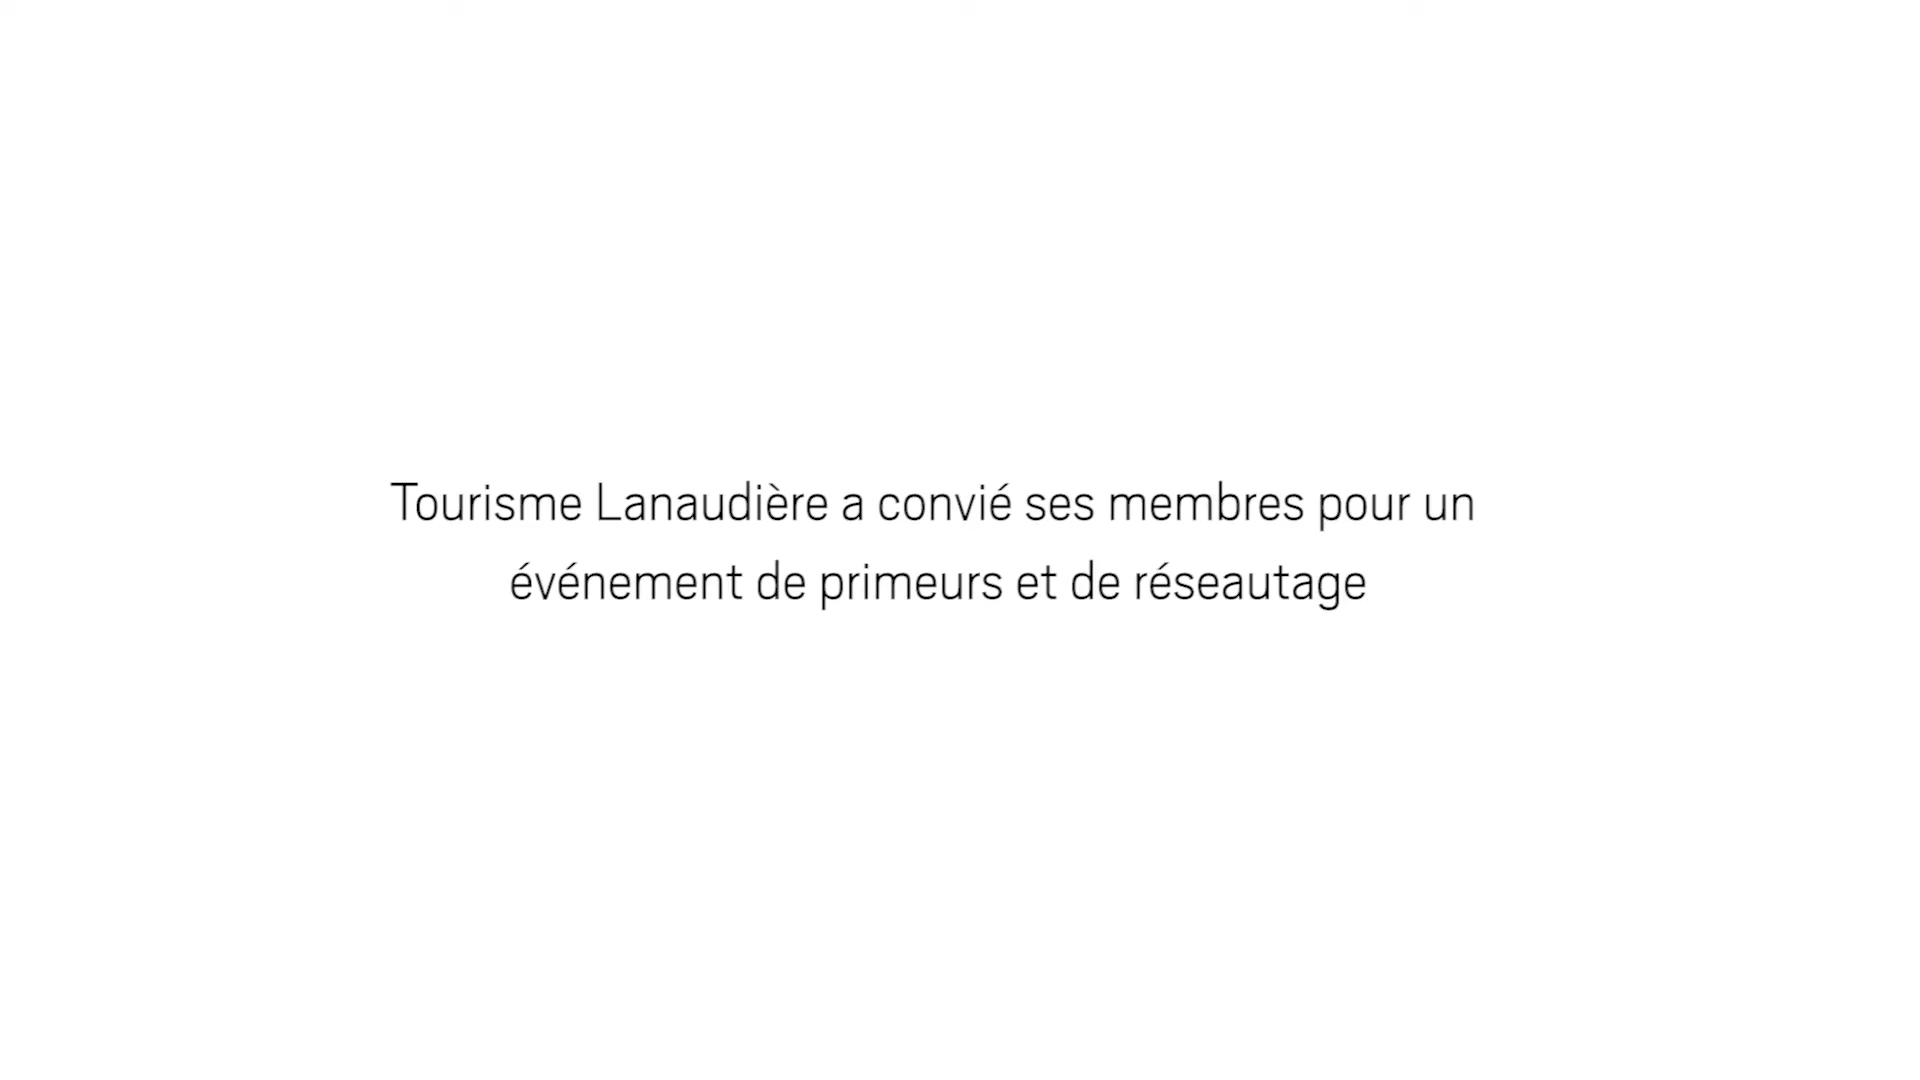 Tourisme Lanaudière a convié ses membres pour un
événement de primeurs et de réseautage